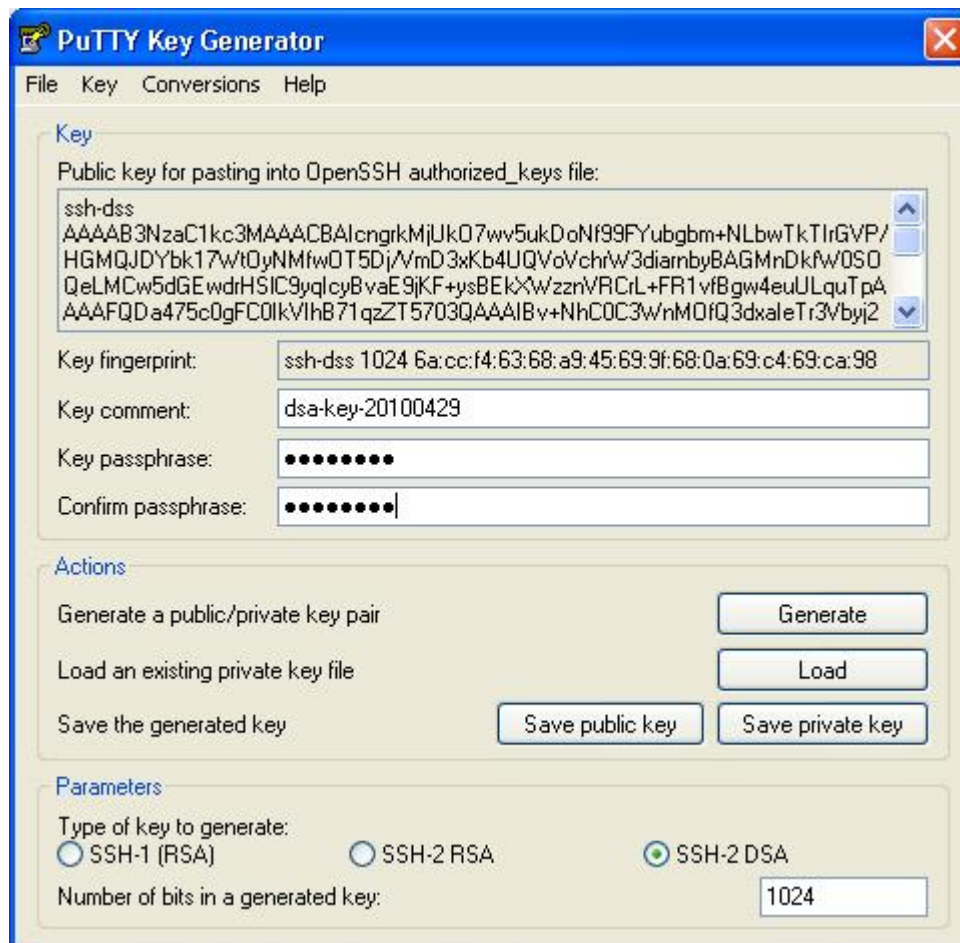 PuTTY Key Generator
File Key Conversions Help
Key
Public key for pasting into OpenSSH authorized_keys file:
ssh-dss
AAAAB3NzaC1kc3MAAACBAIcngrkMjUkO7wv5ukDoNf99FYubgbm+NLbwTkTIrGVP/
HGMQJDYbk17WtOyNMfwOT5Dj/VmD3xKb4UQVoVchrW3diarnbyBAGMnDkfW0SO
QeLMCw5dGEwdrHSIC9yqIcyBvaE9jKF+ysBEkXWzznVRCrL+FR1vfBgw4euULquTpA
AAAFQDa475c0gFC0lkVlhB71qzZT5703QAAAIBv+NhC0C3WnMOfQ3dxaleTr3Vbyj2
Key fingerprint: ssh-dss 1024 6a:cc:f4:63:68:a9:45:69:9f:68:0a:69:c4:69:ca:98
Key comment: dsa-key-20100429
Key passphrase: ●●●●●●●●
Confirm passphrase: ●●●●●●●●
Actions
Generate a public/private key pair Generate
Load an existing private key file Load
Save the generated key Save public key Save private key
Parameters
Type of key to generate:
SSH-1 (RSA) SSH-2 RSA SSH-2 DSA
Number of bits in a generated key: 1024